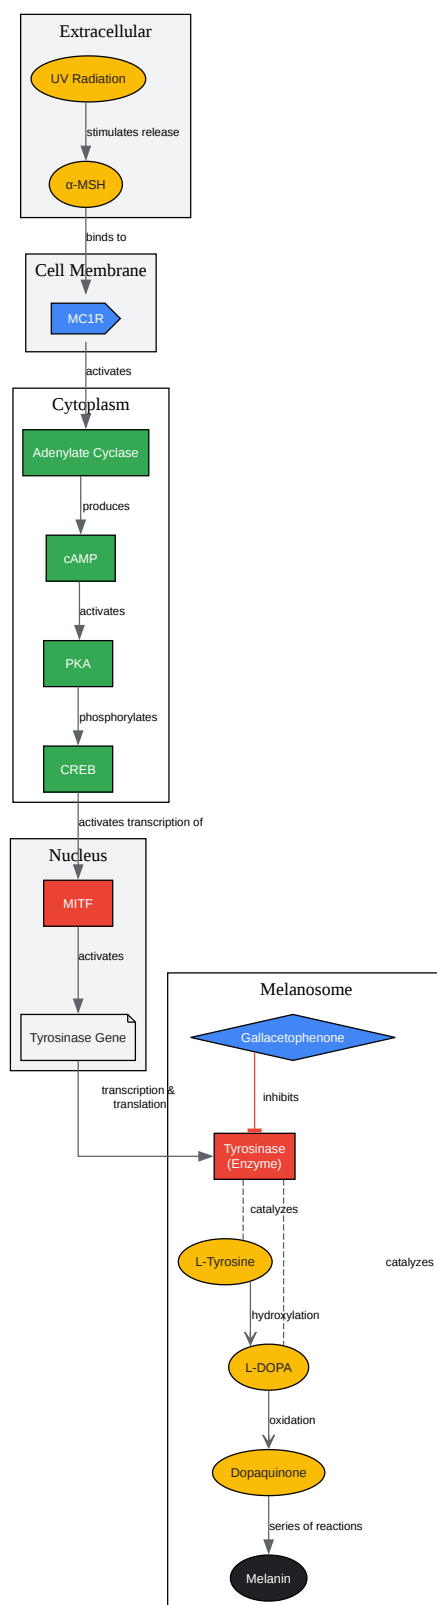 Extracellular
UV Radiation
stimulates release
α-MSH
binds to
Cell Membrane
MC1R
activates
Cytoplasm
Adenylate Cyclase
produces
cAMP
activates
PKA
phosphorylates
CREB
activates transcription of
Nucleus
MITF
activates
Tyrosinase Gene
transcription &
translation
Melanosome
Gallacetophenone
inhibits
Tyrosinase
(Enzyme)
catalyzes
L-Tyrosine
catalyzes
hydroxylation
L-DOPA
oxidation
Dopaquinone
series of reactions
Melanin